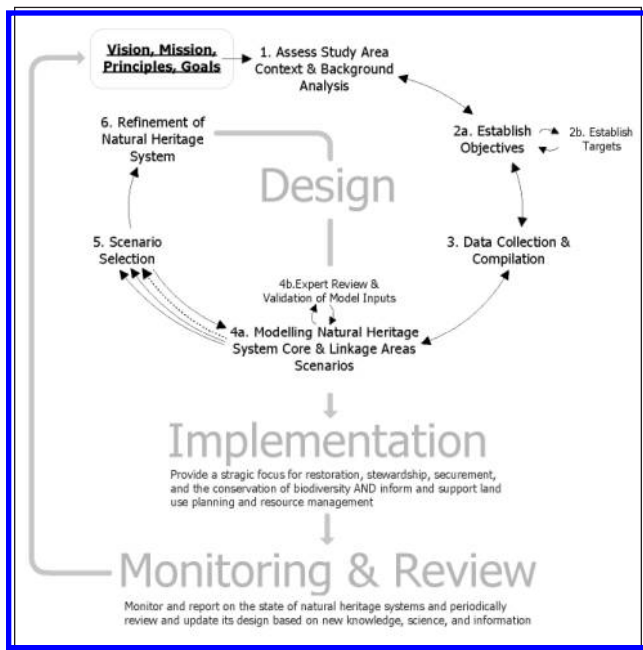 Vision, Mission,
Principles, Goals
1. Assess Study Area
Context & Background
Analysis
6. Refinement of
Natural Heritage
System
2a. Establish
Objectives
2b. Establish
Targets
Design
5. Scenario
Selection
3. Data Collection &
Compilation
4b.Expert Review &
Validation of Model Inputs
4a. Modelling Natural Heritage
System Core & Linkage Areas
Scenarios
Implementation
Provide a stragic focus for restoration, stewardship, securement,
and the conservation of biodiversity AND inform and support land
use planning and resource management
Monitoring & Review
Monitor and report on the state of natural heritage systems and periodically
review and update its design based on new knowledge, science, and information